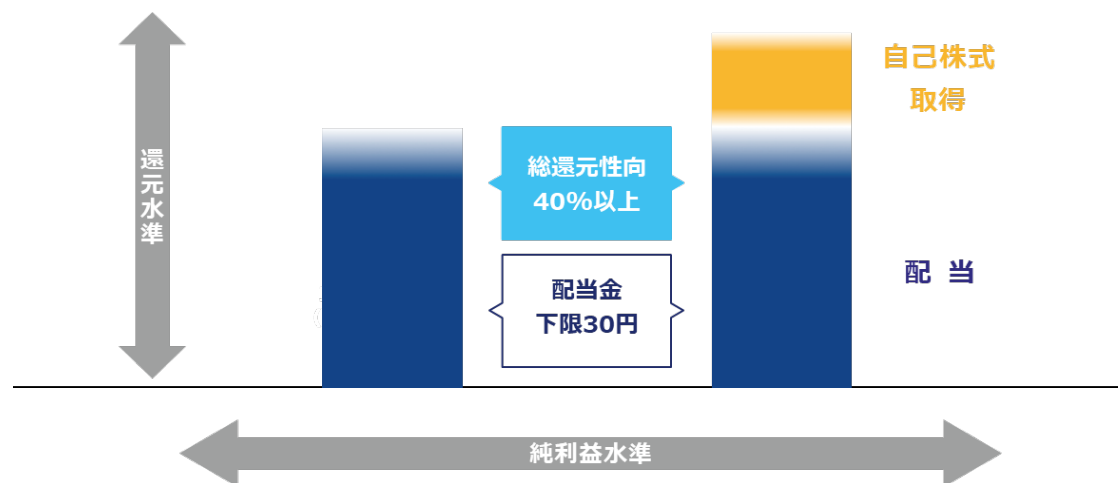 還元水準
総還元性向
40%以上
配当金
下限30円
自己株式
取得
配 当
純利益水準